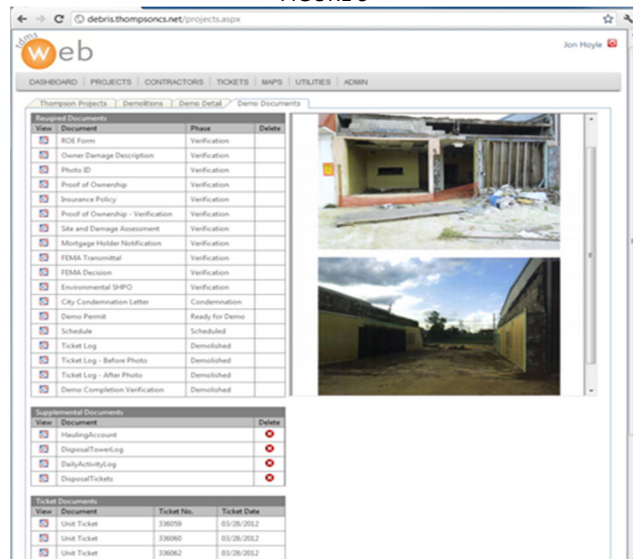 debris.thompsoncs.net/projects.aspx
tdms
web
Jon Hoyle
DASHBOARD | PROJECTS | CONTRACTORS | TICKETS | MAPS | UTILITIES | ADMIN
Thompson Projects Demolitions Demo Detail Demo Documents
Reuqired Documents
View Document Phase Delete
ROE Form Verification
Owner Damage Description Verification
Photo ID Verification
Proof of Ownership Verification
Insurance Policy Verification
Proof of Ownership - Verification Verification
Site and Damage Assessment Verification
Mortgage Holder Notification Verification
FEMA Transmittal Verification
FEMA Decision Verification
Environmental SHPO Verification
City Condemnation Letter Condemnation
Demo Permit Ready for Demo
Schedule Scheduled
Ticket Log Demolished
Ticket Log - Before Photo Demolished
Ticket Log - After Photo Demolished
Demo Completion Verification Demolished
Supplemental Documents
View Document Delete
HaulingAccount
DisposalTowerLog
DailyActivityLog
DisposalTickets
Ticket Documents
View Document Ticket No. Ticket Date
Unit Ticket 336059 03/28/2012
Unit Ticket 336060 03/28/2012
Unit Ticket 336062 03/28/2012